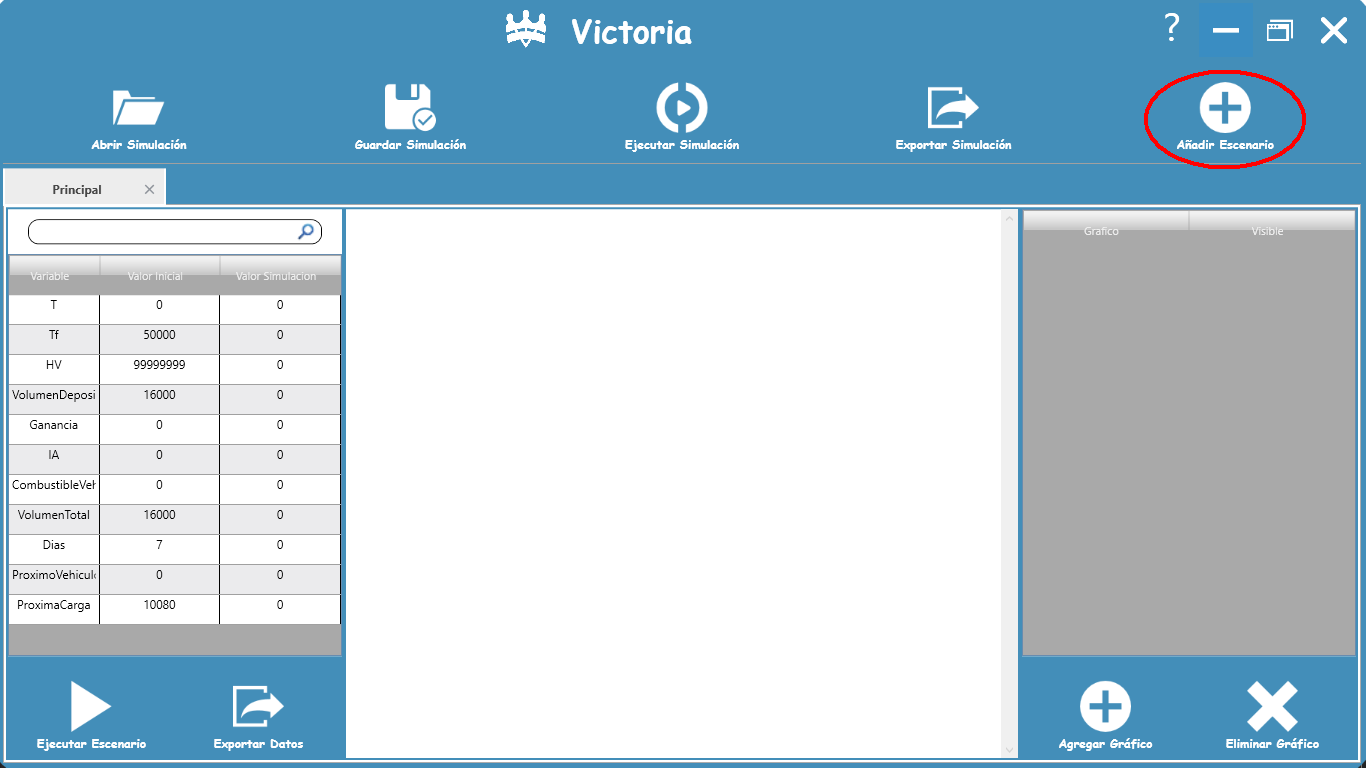 Victoria
?
Abrir Simulación
Guardar Simulación
Ejecutar Simulación
Exportar Simulación
Añadir Escenario
Principal
Variable Valor Inicial Valor Simulacion
T 0 0
Tf 50000 0
HV 99999999 0
VolumenDeposi 16000 0
Ganancia 0 0
IA 0 0
CombustibleVeh 0 0
VolumenTotal 16000 0
Dias 7 0
ProximoVehiculo 0 0
ProximaCarga 10080 0
Grafico Visible
Ejecutar Escenario
Exportar Datos
Agregar Gráfico
Eliminar Gráfico